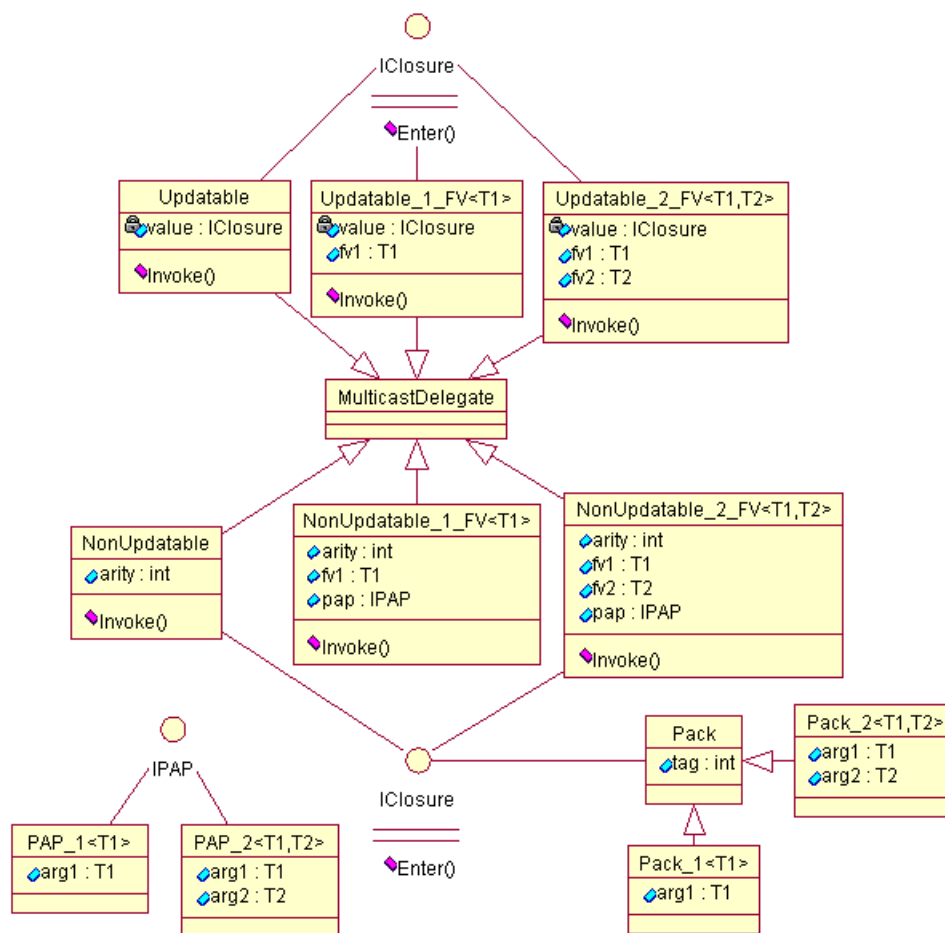 IClosure
Enter()
Updatable
value : IClosure
Invoke()
Updatable_1_FV<T1>
value : IClosure
fv1 : T1
Invoke()
Updatable_2_FV<T1,T2>
value : IClosure
fv1 : T1
fv2 : T2
Invoke()
MulticastDelegate
NonUpdatable
arity : int
Invoke()
NonUpdatable_1_FV<T1>
arity : int
fv1 : T1
pap : IPAP
Invoke()
NonUpdatable_2_FV<T1,T2>
arity : int
fv1 : T1
fv2 : T2
pap : IPAP
Invoke()
IPAP
PAP_1<T1>
arg1 : T1
PAP_2<T1,T2>
arg1 : T1
arg2 : T2
IClosure
Enter()
Pack
tag : int
Pack_2<T1,T2>
arg1 : T1
arg2 : T2
Pack_1<T1>
arg1 : T1